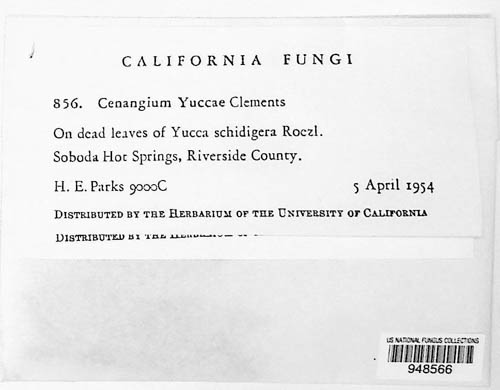 CALIFORNIA FUNGI
856. Cenangium Yuccae Clements
On dead leaves of Yucca schidigera Roezl.
Soboda Hot Springs, Riverside County.
H. E. Parks 9000C 5 April 1954
DISTRIBUTED BY THE HERBARIUM OF THE UNIVERSITY OF CALIFORNIA
DISTRIBUTED BY THE HERBARIUM OF
US NATIONAL FUNGUS COLLECTIONS
948566